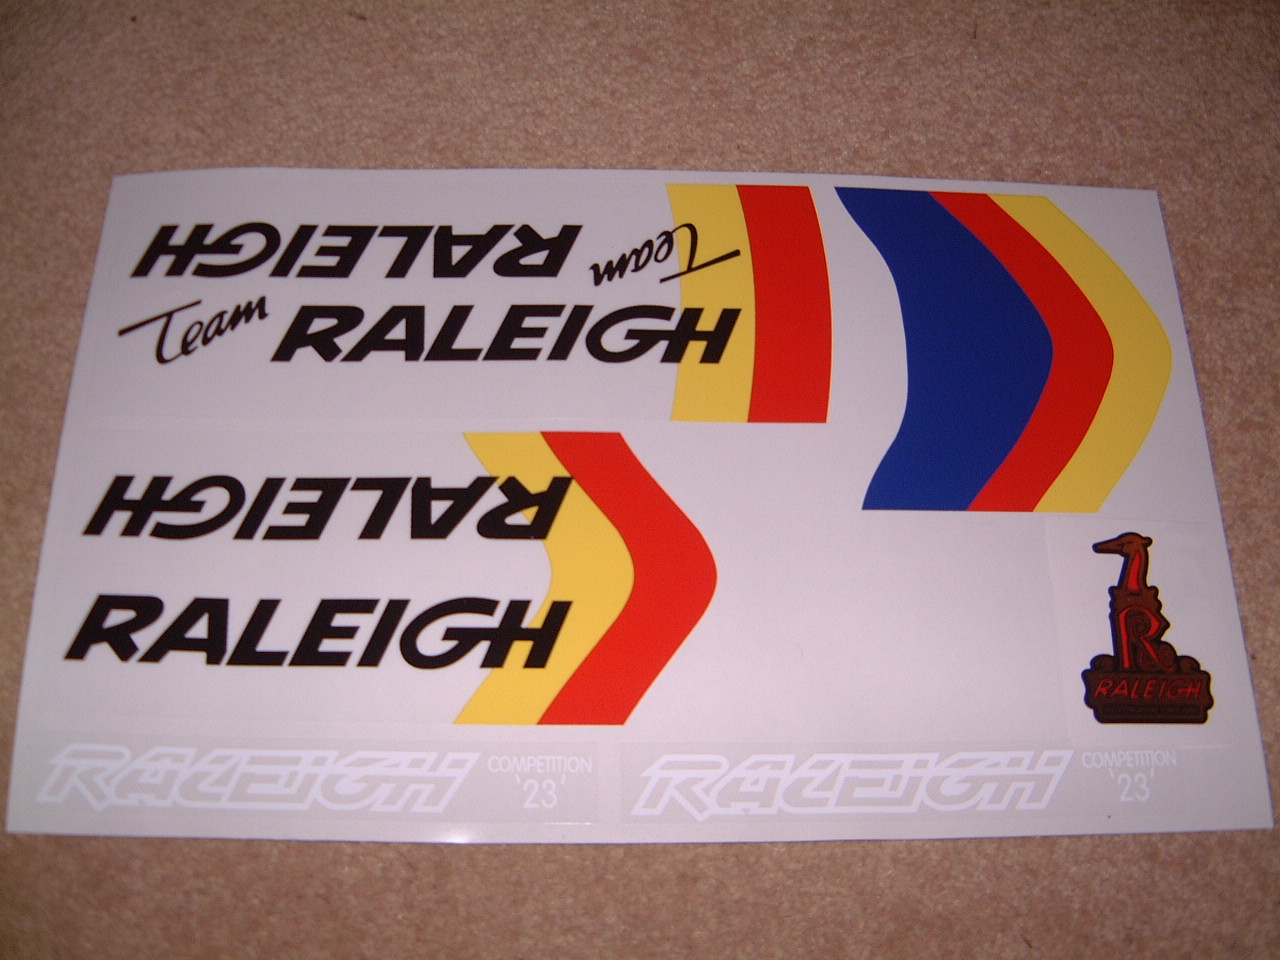 RALEIGH Team
Team RALEIGH
RALEIGH
RALEIGH
R
RALEIGH
RALEIGH COMPETITION '23'
RALEIGH COMPETITION '23'